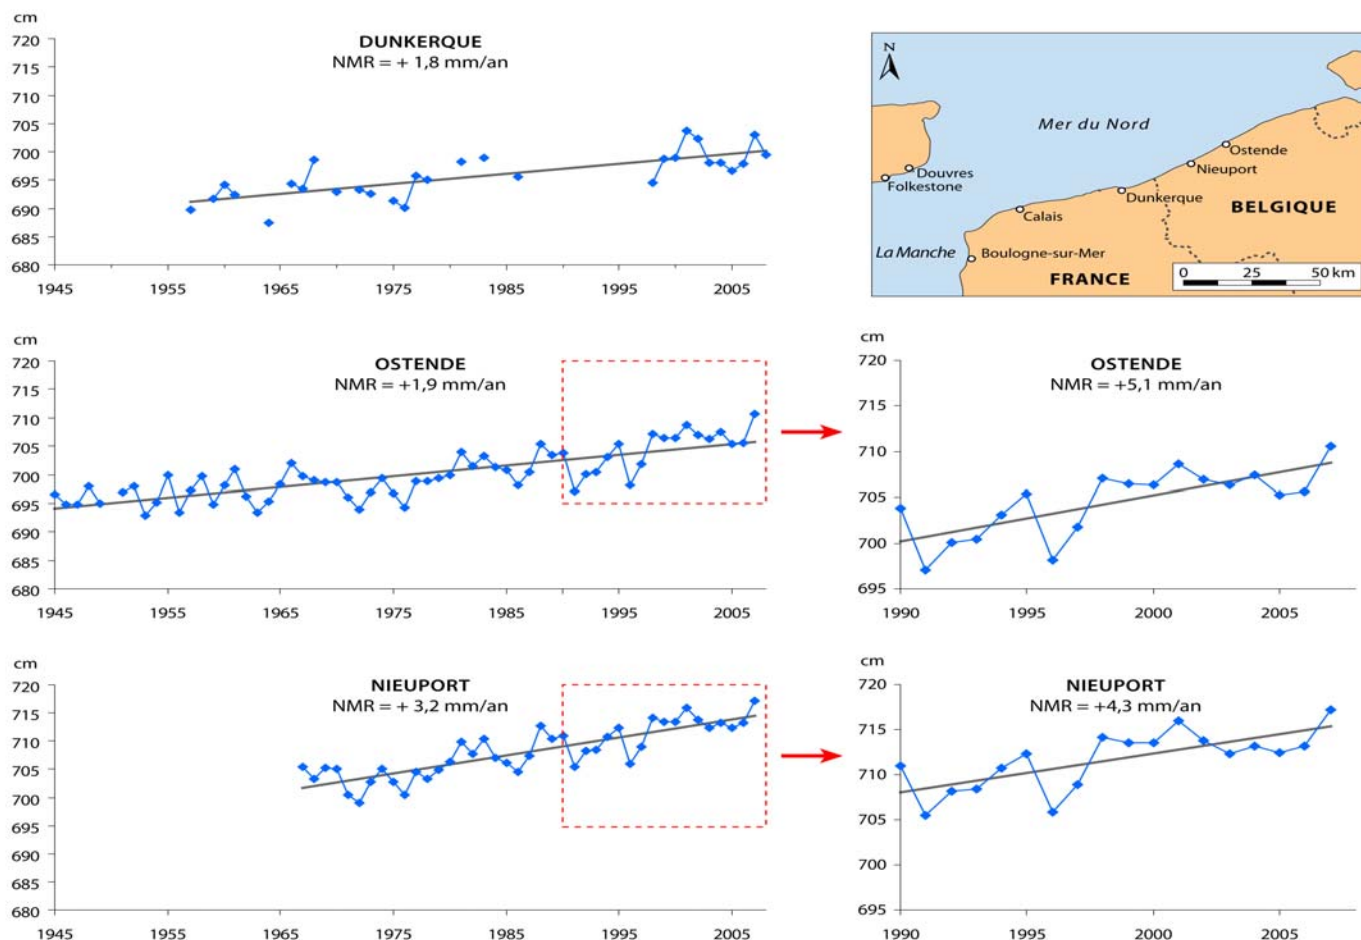 cm
DUNKERQUE
NMR = + 1,8 mm/an
720
715
710
705
700
695
690
685
680
1945 1955 1965 1975 1985 1995 2005
N
Mer du Nord
Ostende
Nieuport
Douvres
Folkestone
Dunkerque
Calais
BELGIQUE
La Manche
Boulogne-sur-Mer
FRANCE
0 25 50 km
cm
OSTENDE
NMR = +1,9 mm/an
720
715
710
705
700
695
690
685
680
1945 1955 1965 1975 1985 1995 2005
cm
OSTENDE
NMR = +5,1 mm/an
720
715
710
705
700
695
1990 1995 2000 2005
cm
NIEUPORT
NMR = + 3,2 mm/an
720
715
710
705
700
695
690
685
680
1945 1955 1965 1975 1985 1995 2005
cm
NIEUPORT
NMR = +4,3 mm/an
720
715
710
705
700
695
1990 1995 2000 2005